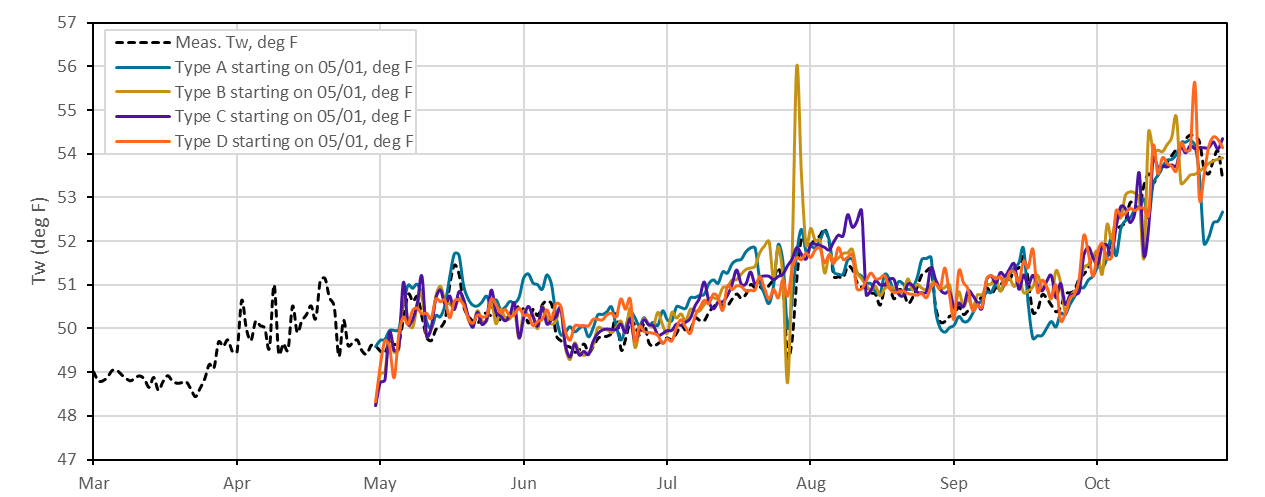 57
56
55
54
53
52
51
50
49
48
47
Tw (deg F)
Meas. Tw, deg F
Type A starting on 05/01, deg F
Type B starting on 05/01, deg F
Type C starting on 05/01, deg F
Type D starting on 05/01, deg F
Mar Apr May Jun Jul Aug Sep Oct